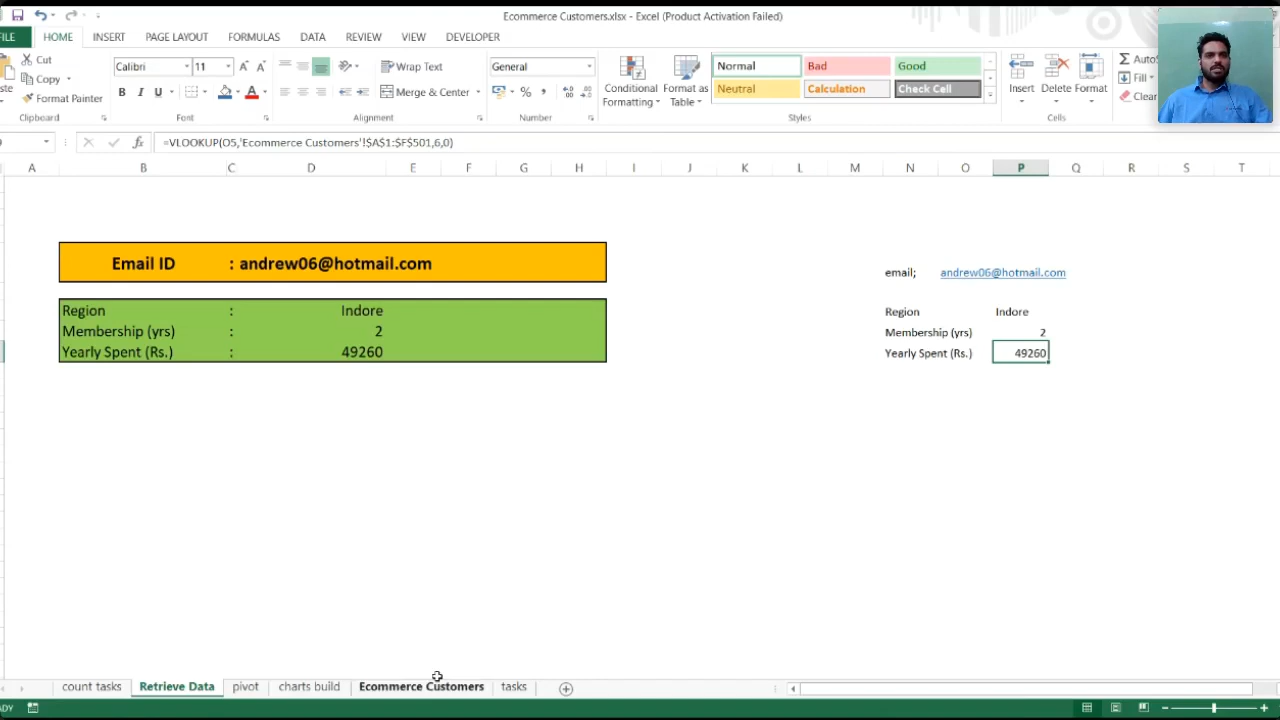 Ecommerce Customers.xlsx - Excel (Product Activation Failed)
FILE HOME INSERT PAGE LAYOUT FORMULAS DATA REVIEW VIEW DEVELOPER
Cut
Copy
Format Painter
Clipboard
Calibri 11
B I U
Font
Wrap Text
Merge & Center
Alignment
General
%
Number
Conditional Formatting
Format as Table
Normal Bad Good
Neutral Calculation Check Cell
Styles
Insert Delete Format
Cells
Fill
fx =VLOOKUP(O5,'Ecommerce Customers'!$A$1:$F$501,6,0)
A B C D E F G H I J K L M N O P Q R S T
Email ID : andrew06@hotmail.com
email; andrew06@hotmail.com
Region : Indore
Membership (yrs) : 2
Yearly Spent (Rs.) : 49260
Region Indore
Membership (yrs) 2
Yearly Spent (Rs.) 49260
count tasks Retrieve Data pivot charts build Ecommerce Customers tasks